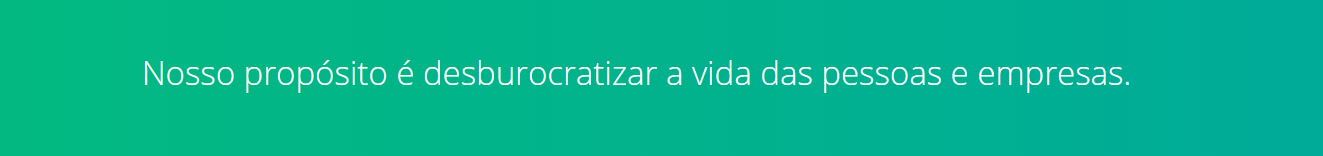 Nosso propósito é desburocratizar a vida das pessoas e empresas.